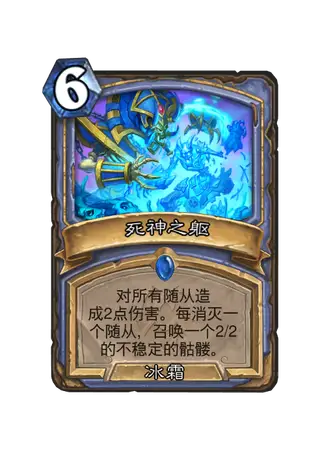 6
死神之躯
对所有随从造
成2点伤害。每消灭一
个随从，召唤一个2/2
的不稳定的骷髅。
冰霜